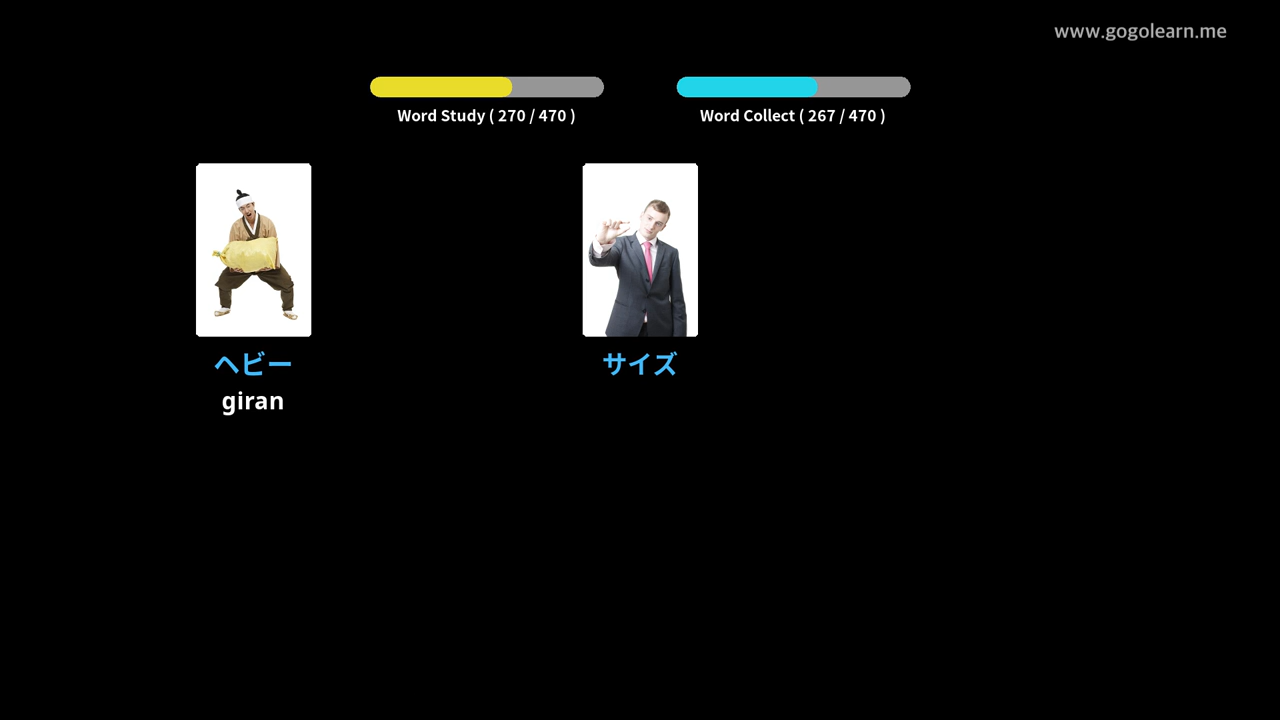 www.gogolearn.me
Word Study ( 270 / 470 )
Word Collect ( 267 / 470 )
ヘビー
giran
サイズ